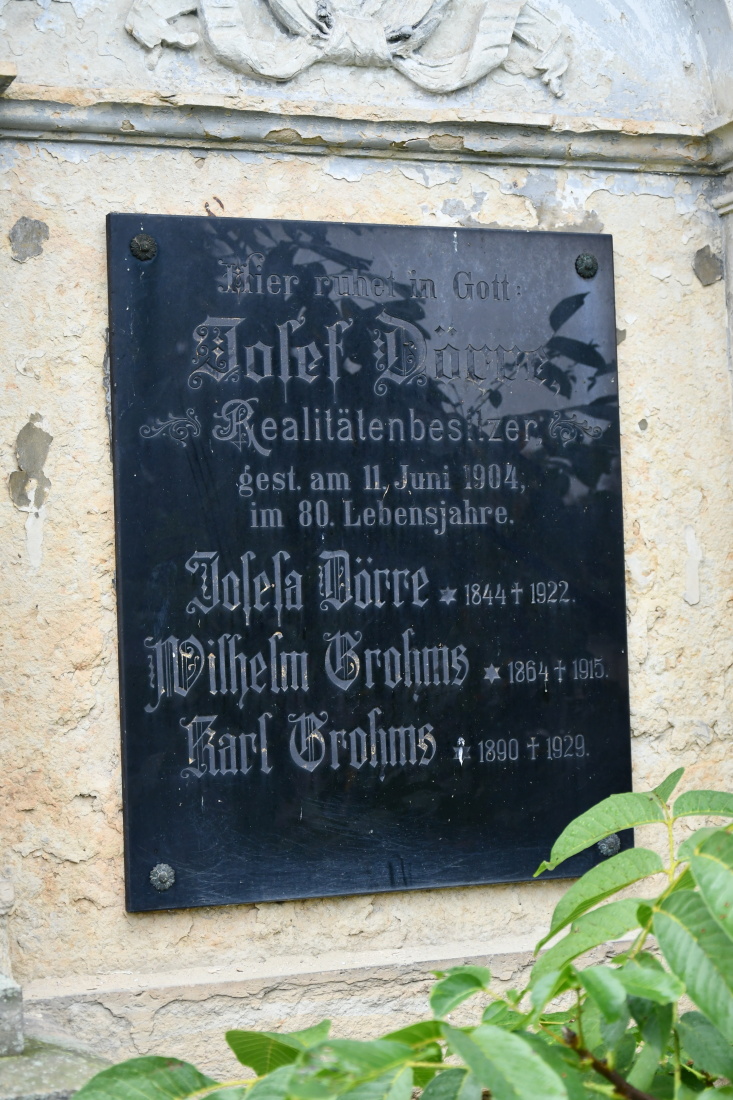 Hier ruhet in Gott:
Josef Dörre,
Realitätenbesitzer,
gest. am 11. Juni 1904,
im 80. Lebensjahre.
Josefa Dörre * 1844 † 1922.
Wilhelm Grohms * 1864 † 1915.
Karl Grohms * 1890 † 1929.